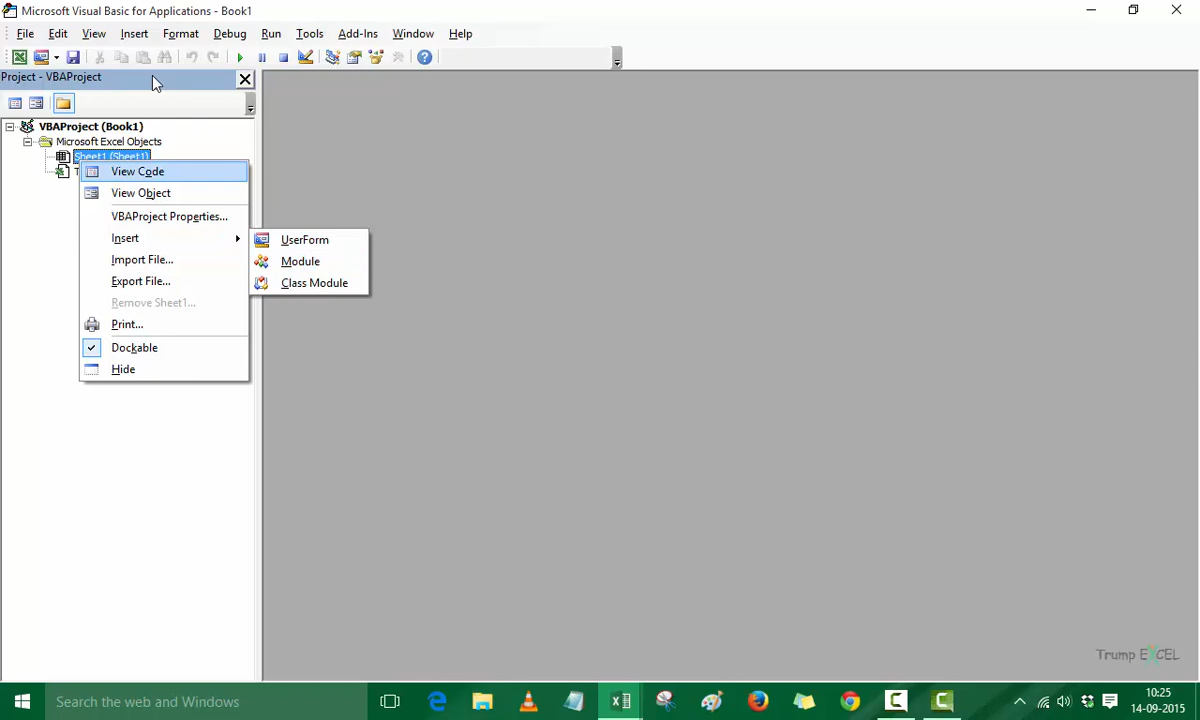 Microsoft Visual Basic for Applications - Book1
File Edit View Insert Format Debug Run Tools Add-Ins Window Help
Project - VBAProject
VBAProject (Book1)
Microsoft Excel Objects
Sheet1 (Sheet1)
T
View Code
View Object
VBAProject Properties...
Insert
UserForm
Module
Class Module
Import File...
Export File...
Remove Sheet1...
Print...
Dockable
Hide
Trump EXCEL
Search the web and Windows
10:25
14-09-2015